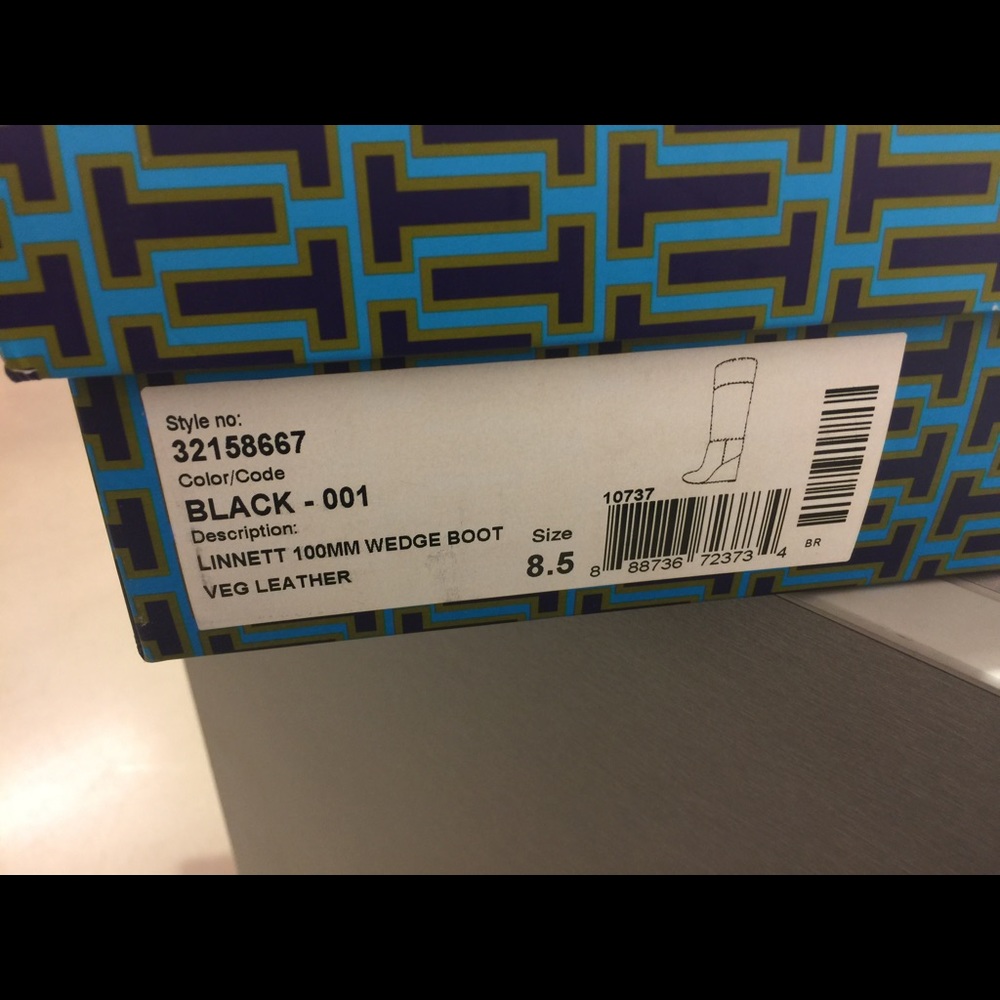 Style no:
32158667
Color/Code
BLACK - 001
Description:
LINNETT 100MM WEDGE BOOT
VEG LEATHER
Size
8.5
10737
8 88736 72373 4
BR